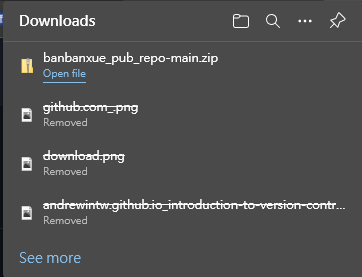 Downloads
banbanxue_pub_repo-main.zip
Open file
github.com_.png
Removed
download.png
Removed
andrewintw.github.io_introduction-to-version-contr...
Removed
See more